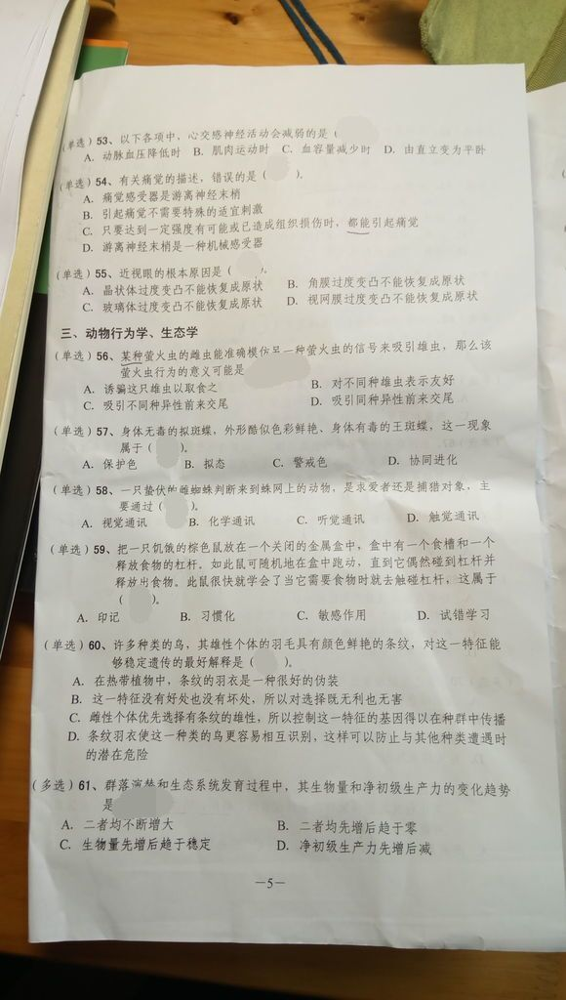 (单选) 53、以下各项中，心交感神经活动会减弱的是（
A．动脉血压降低时 B．肌肉运动时 C．血容量减少时 D．由直立变为平卧
(单选) 54、有关痛觉的描述，错误的是（ ）。
A．痛觉感受器是游离神经末梢
B．引起痛觉不需要特殊的适宜刺激
C．只要达到一定强度有可能或已造成组织损伤时，都能引起痛觉
D．游离神经末梢是一种机械感受器
(单选) 55、近视眼的根本原因是（ ）。
A．晶状体过度变凸不能恢复成原状 B．角膜过度变凸不能恢复成原状
C．玻璃体过度变凸不能恢复成原状 D．视网膜过度变凸不能恢复成原状
三、动物行为学、生态学
(单选) 56、某种萤火虫的雌虫能准确模仿另一种萤火虫的信号来吸引雄虫，那么该
萤火虫行为的意义可能是
A．诱骗这只雄虫以取食之 B．对不同种雄虫表示友好
C．吸引不同种异性前来交尾 D．吸引同种异性前来交尾
(单选) 57、身体无毒的拟斑蝶，外形酷似色彩鲜艳、身体有毒的王斑蝶，这一现象
属于（ ）。
A．保护色 B．拟态 C．警戒色 D．协同进化
(单选) 58、一只蛰伏的雌蜘蛛判断来到蛛网上的动物，是求爱者还是捕猎对象，主
要通过（ ）。
A．视觉通讯 B．化学通讯 C．听觉通讯 D．触觉通讯
(单选) 59、把一只饥饿的棕色鼠放在一个关闭的金属盒中，盒中有一个食槽和一个
释放食物的杠杆。如此鼠可随机地在盒中跑动，直到它偶然碰到杠杆并
释放出食物。此鼠很快就学会了当它需要食物时就去触碰杠杆，这属于
（ ）。
A．印记 B．习惯化 C．敏感作用 D．试错学习
(单选) 60、许多种类的鸟，其雄性个体的羽毛具有颜色鲜艳的条纹，对这一特征能
够稳定遗传的最好解释是（ ）。
A．在热带植物中，条纹的羽衣是一种很好的伪装
B．这一特征没有好处也没有坏处，所以对选择既无利也无害
C．雌性个体优先选择有条纹的雄性，所以控制这一特征的基因得以在种群中传播
D．条纹羽衣使这一种类的鸟更容易相互识别，这样可以防止与其他种类遭遇时
的潜在危险
(多选) 61、群落演替和生态系统发育过程中，其生物量和净初级生产力的变化趋势
是
A．二者均不断增大 B．二者均先增后趋于零
C．生物量先增后趋于稳定 D．净初级生产力先增后减
—5—